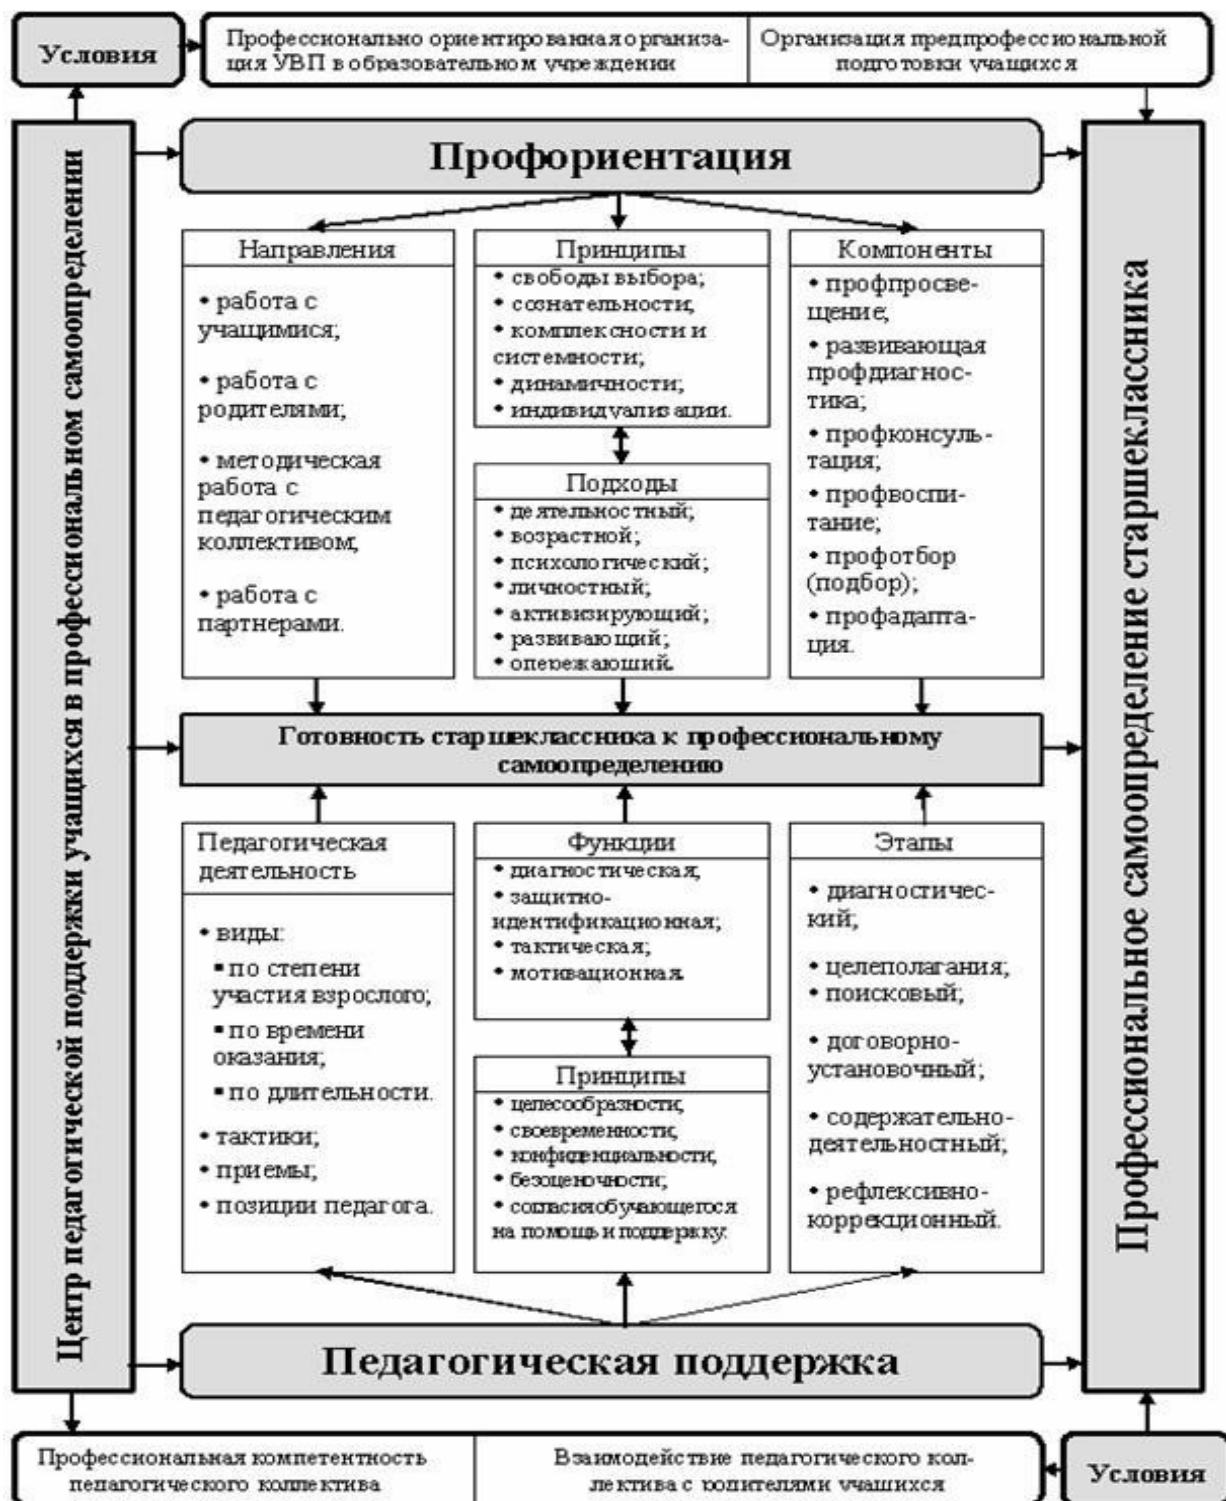 Условия
Профессионально ориентированная организа-
ция УВП в образовательном учреждении
Организация предпрофессиональной
подготовки учащихся
Центр педагогической поддержки учащихся в профессиональном самоопределении
Профориентация
Направления
• работа с
учащимися;
• работа с
родителями;
• методическая
работа с
педагогическим
коллективом;
• работа с
партнерами.
Принципы
• свободы выбора;
• сознательности;
• комплексности и
системности;
• динамичности;
• индивидуализации.
Подходы
• деятельностный;
• возрастной;
• психологический;
• личностный;
• активизирующий;
• развивающий;
• опережающий.
Компоненты
• профпросве-
щение;
• развивающая
профдиагнос-
тика;
• профконсуль-
тация;
• профвоспи-
тание;
• профотбор
(подбор);
• профадапта-
ция.
Готовность старшеклассника к профессиональному
самоопределению
Педагогическая
деятельность
• виды:
▪ по степени
участия взрослого;
▪ по времени
оказания;
▪ по длительности.
• тактики;
• приемы;
• позиции педагога.
Функции
• диагностическая;
• защитно-
идентификационная;
• тактическая;
• мотивационная.
Принципы
• целесообразности;
• своевременности;
• конфиденциальности;
• безоценочности;
• согласия обучающегося
на помощь и поддержку.
Этапы
• диагностичес-
кий;
• целеполагания;
• поисковый;
• договорно-
установочный;
• содержательно-
деятельностный;
• рефлексивно-
коррекционный.
Педагогическая поддержка
Профессиональное самоопределение старшеклассника
Профессиональная компетентность
педагогического коллектива
Взаимодействие педагогического кол-
лектива с родителями учащихся
Условия